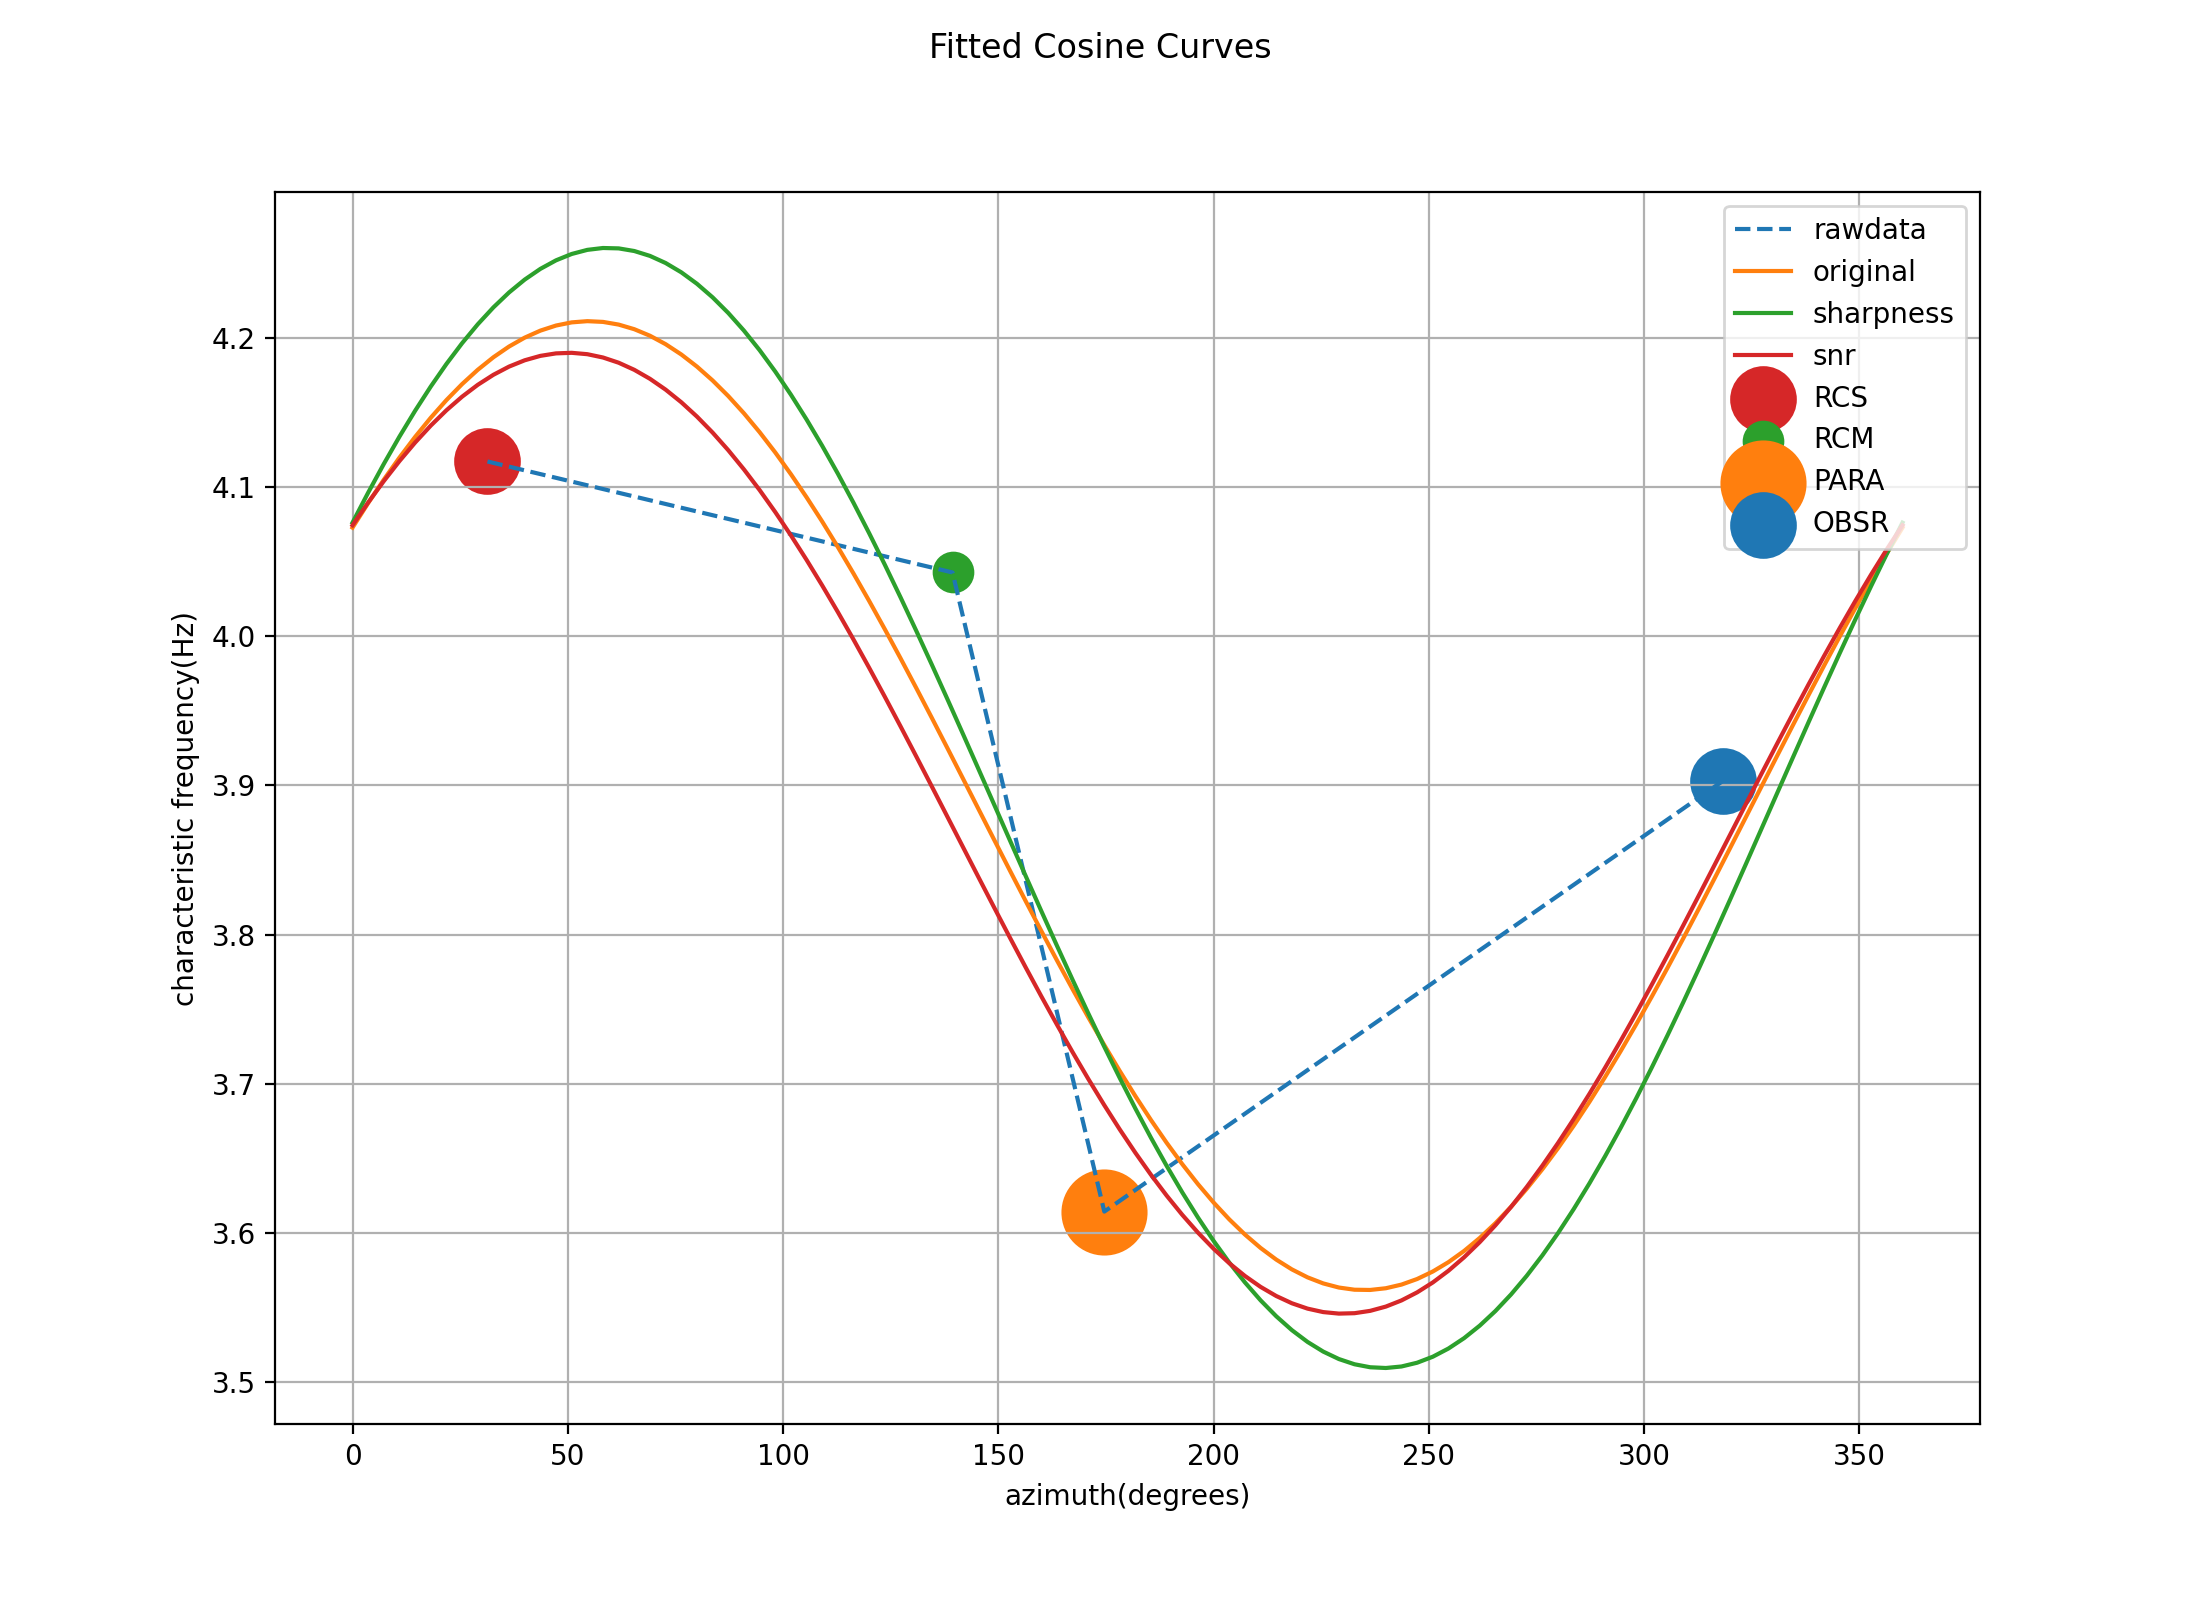 Fitted Cosine Curves
rawdata
original
sharpness
snr
RCS
RCM
PARA
OBSR
characteristic frequency(Hz)
4.2
4.1
4.0
3.9
3.8
3.7
3.6
3.5
0 50 100 150 200 250 300 350
azimuth(degrees)